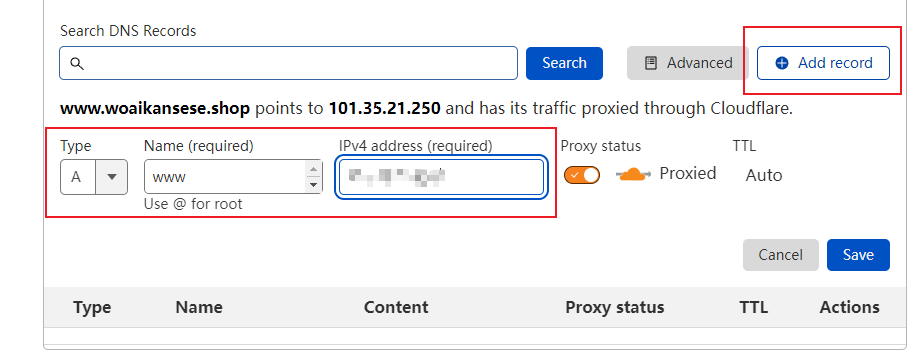 Search DNS Records
Search
Advanced
Add record
www.woaikansese.shop points to 101.35.21.250 and has its traffic proxied through Cloudflare.
Type Name (required) IPv4 address (required) Proxy status TTL
A www Proxied Auto
Use @ for root
Cancel Save
Type Name Content Proxy status TTL Actions